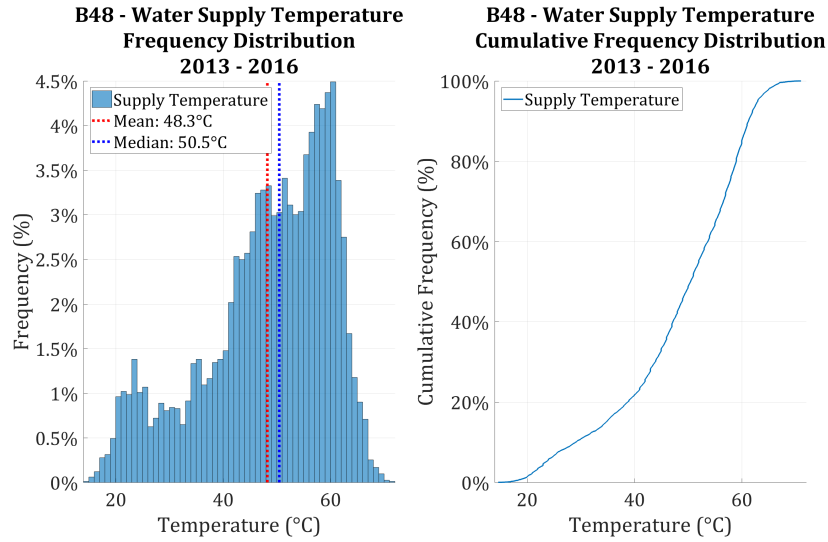 B48 - Water Supply Temperature
Frequency Distribution
2013 - 2016
4.5%
4%
3.5%
3%
2.5%
2%
1.5%
1%
0.5%
0%
Frequency (%)
Supply Temperature
Mean: 48.3°C
Median: 50.5°C
20
40
60
Temperature (°C)
B48 - Water Supply Temperature
Cumulative Frequency Distribution
2013 - 2016
100%
80%
60%
40%
20%
0%
Cumulative Frequency (%)
Supply Temperature
20
40
60
Temperature (°C)